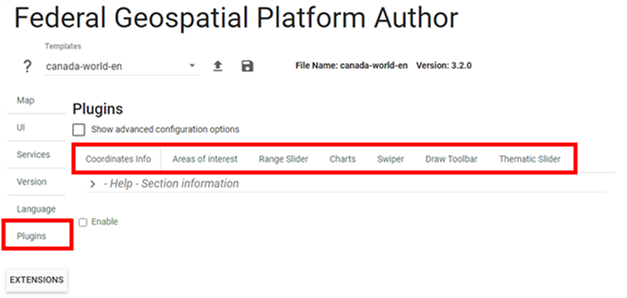 Federal Geospatial Platform Author
Templates
? canada-world-en File Name: canada-world-en Version: 3.2.0
Map
UI
Services
Version
Language
Plugins
EXTENSIONS
Plugins
Show advanced configuration options
Coordinates Info Areas of interest Range Slider Charts Swiper Draw Toolbar Thematic Slider
- Help - Section information
Enable